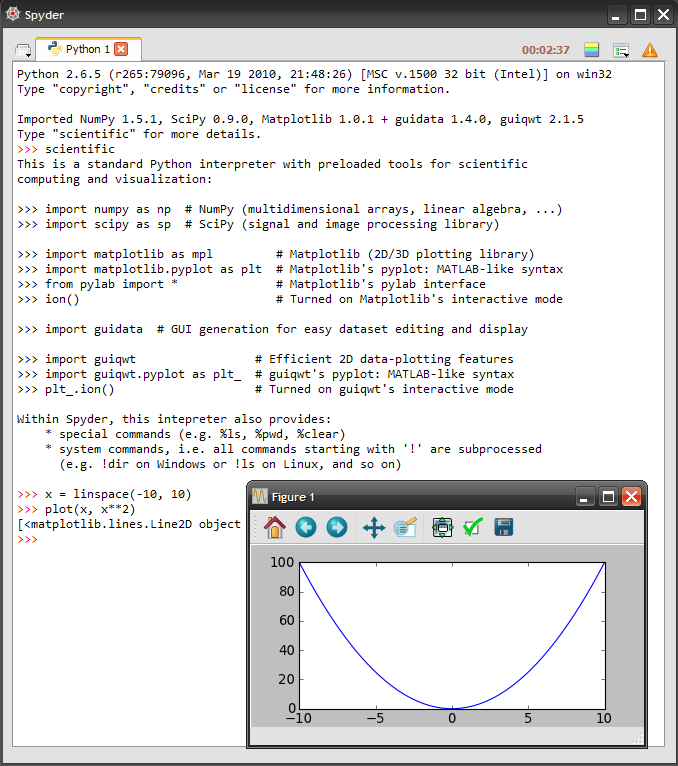 Spyder
Python 1
00:02:37
Python 2.6.5 (r265:79096, Mar 19 2010, 21:48:26) [MSC v.1500 32 bit (Intel)] on win32
Type "copyright", "credits" or "license" for more information.
Imported NumPy 1.5.1, SciPy 0.9.0, Matplotlib 1.0.1 + guidata 1.4.0, guiqwt 2.1.5
Type "scientific" for more details.
>>> scientific
This is a standard Python interpreter with preloaded tools for scientific
computing and visualization:
>>> import numpy as np  # NumPy (multidimensional arrays, linear algebra, ...)
>>> import scipy as sp  # SciPy (signal and image processing library)
>>> import matplotlib as mpl         # Matplotlib (2D/3D plotting library)
>>> import matplotlib.pyplot as plt  # Matplotlib's pyplot: MATLAB-like syntax
>>> from pylab import *              # Matplotlib's pylab interface
>>> ion()                            # Turned on Matplotlib's interactive mode
>>> import guidata  # GUI generation for easy dataset editing and display
>>> import guiqwt                 # Efficient 2D data-plotting features
>>> import guiqwt.pyplot as plt_  # guiqwt's pyplot: MATLAB-like syntax
>>> plt_.ion()                    # Turned on guiqwt's interactive mode
Within Spyder, this intepreter also provides:
    * special commands (e.g. %ls, %pwd, %clear)
    * system commands, i.e. all commands starting with '!' are subprocessed
      (e.g. !dir on Windows or !ls on Linux, and so on)
>>> x = linspace(-10, 10)
>>> plot(x, x**2)
[<matplotlib.lines.Line2D object
>>>
Figure 1
100
80
60
40
20
0
−10 −5 0 5 10